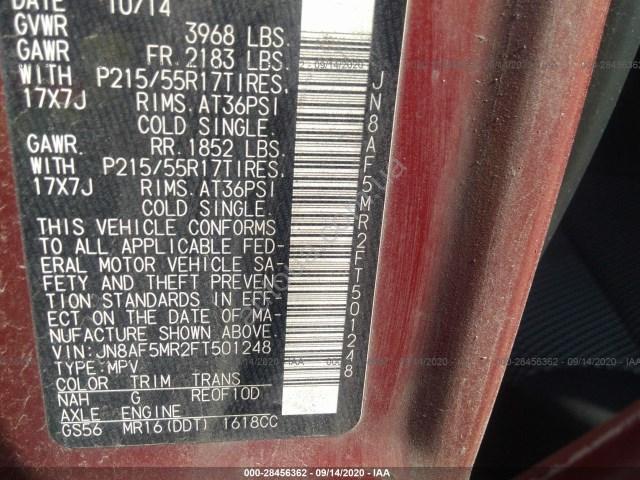 DATE 10/14
GVWR 3968 LBS.
GAWR FR. 2183 LBS.
WITH P215/55R17TIRES.
17X7J RIMS.AT36PSI
COLD SINGLE.
GAWR. RR.1852 LBS.
WITH P215/55R17TIRES.
17X7J RIMS.AT36PSI
COLD SINGLE.
THIS VEHICLE CONFORMS
TO ALL APPLICABLE FED-
ERAL MOTOR VEHICLE SA-
FETY AND THEFT PREVEN
TION STANDARDS IN EFF-
ECT ON THE DATE OF MA-
NUFACTURE SHOWN ABOVE.
VIN:JN8AF5MR2FT501248
TYPE:MPV
COLOR TRIM TRANS
NAH G RE0F10D
AXLE ENGINE
GS56 MR16(DDT) 1618CC
JN8AF5MR2FT501248
000-28456362 - 09/14/2020 - IAA